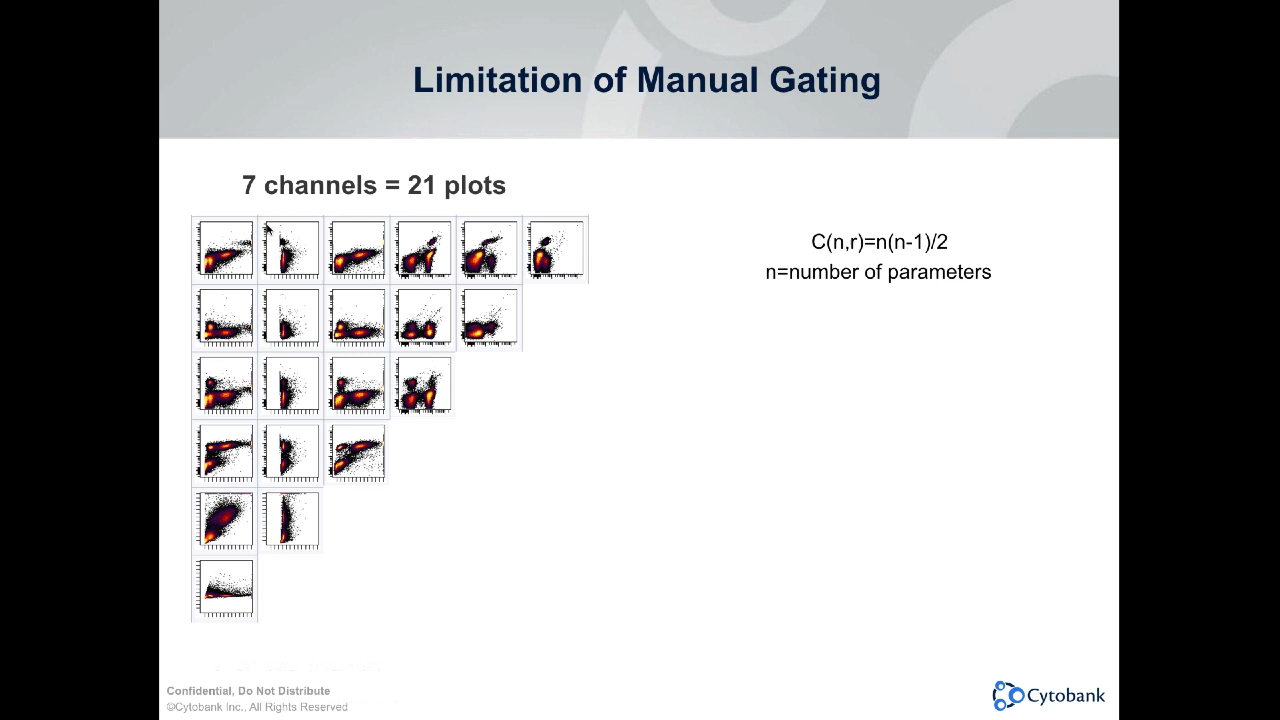 Limitation of Manual Gating
7 channels = 21 plots
C(n,r)=n(n-1)/2
n=number of parameters
Confidential, Do Not Distribute
©Cytobank Inc., All Rights Reserved
Cytobank